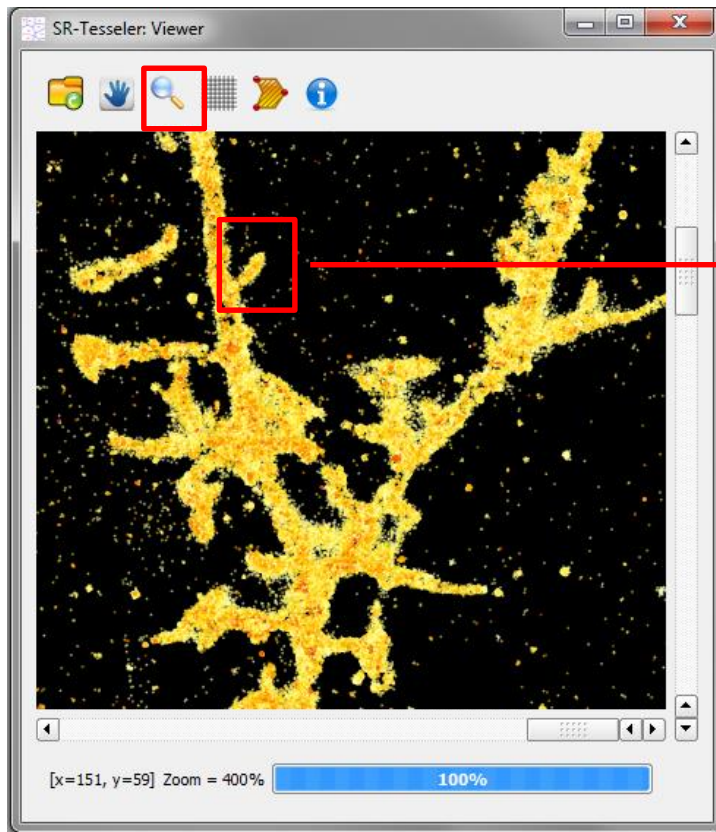 SR-Tesseler: Viewer
[x=151, y=59] Zoom = 400% 100%